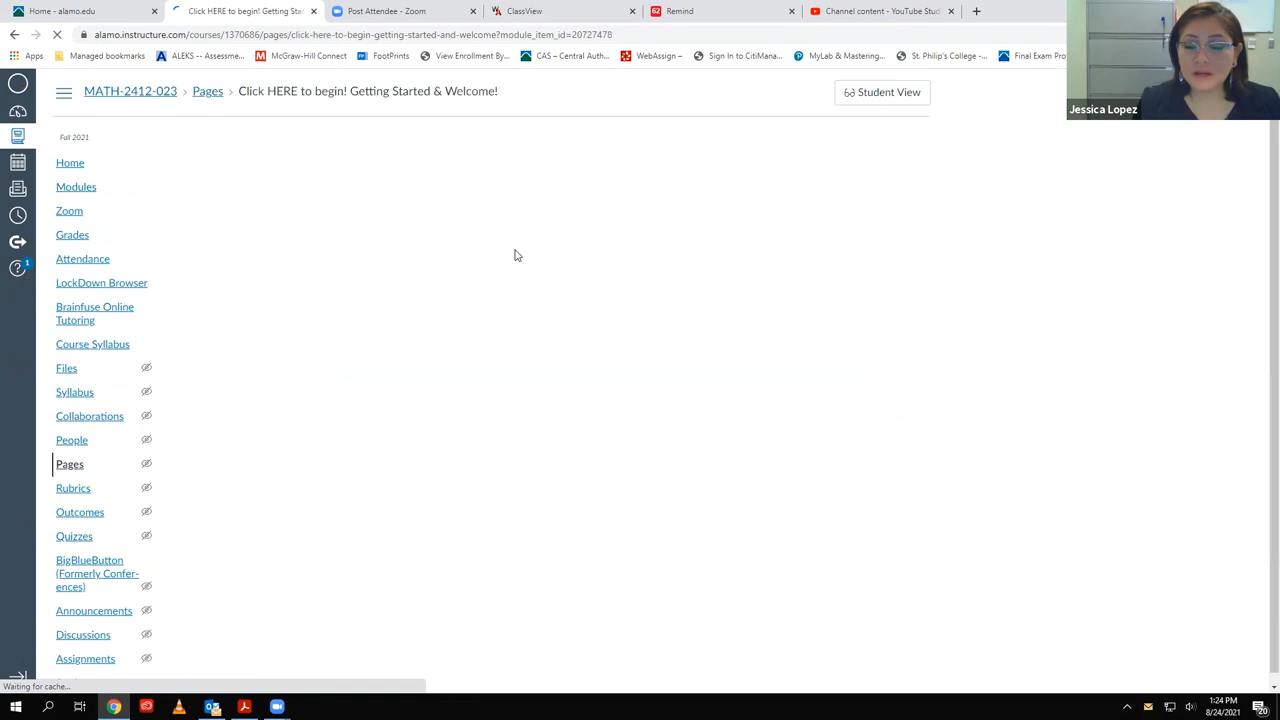 Home - alamo.edu
Click HERE to begin! Getting Star
Post Attendee - Zoom
ClassView
Remind
Channel content - YouTube Stud
alamo.instructure.com/courses/1370686/pages/click-here-to-begin-getting-started-and-welcome?module_item_id=20727478
Apps Managed bookmarks ALEKS -- Assessme... McGraw-Hill Connect FootPrints View Enrollment By... CAS – Central Auth... WebAssign – Sign In to CitiMana... MyLab & Mastering... St. Philip's College -... Final Exam Pro
MATH-2412-023 › Pages › Click HERE to begin! Getting Started & Welcome!
Student View
Jessica Lopez
Fall 2021
Home
Modules
Zoom
Grades
Attendance
LockDown Browser
1
Brainfuse Online
Tutoring
Course Syllabus
Files
Syllabus
Collaborations
People
Pages
Rubrics
Outcomes
Quizzes
BigBlueButton
(Formerly Confer-
ences)
Announcements
Discussions
Assignments
Waiting for cache...
1:24 PM
8/24/2021
20